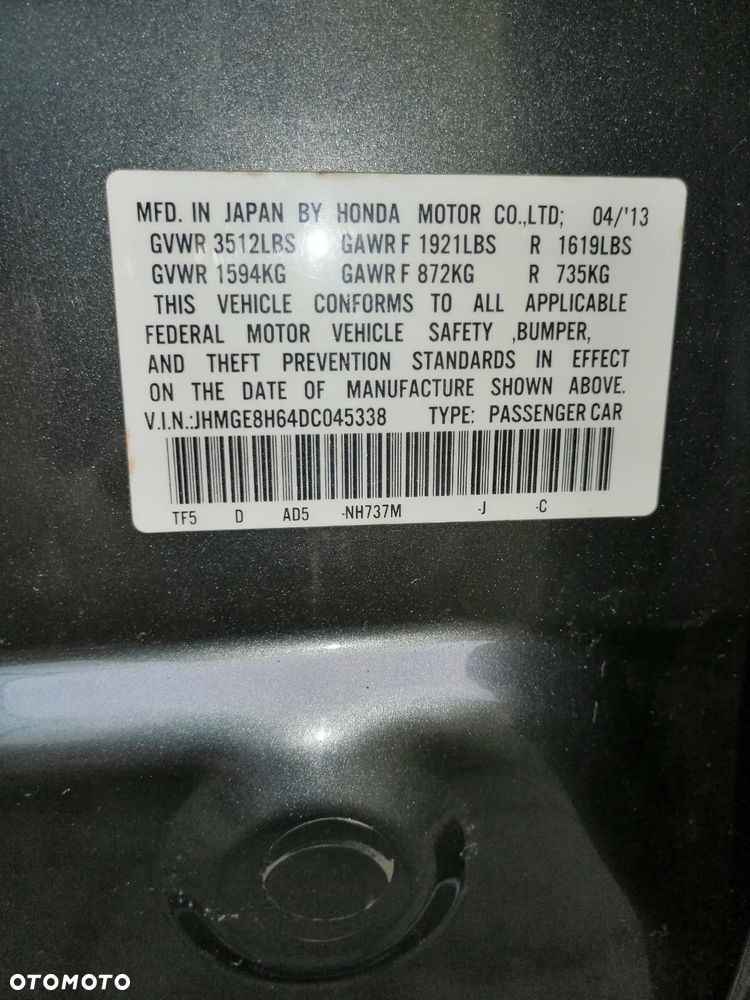 MFD. IN JAPAN BY HONDA MOTOR CO.,LTD; 04/'13
GVWR 3512LBS GAWR F 1921LBS R 1619LBS
GVWR 1594KG GAWR F 872KG R 735KG
THIS VEHICLE CONFORMS TO ALL APPLICABLE
FEDERAL MOTOR VEHICLE SAFETY ,BUMPER,
AND THEFT PREVENTION STANDARDS IN EFFECT
ON THE DATE OF MANUFACTURE SHOWN ABOVE.
V.I.N.:JHMGE8H64DC045338 TYPE: PASSENGER CAR
TF5 D AD5 -NH737M -J -C
OTOMOTO